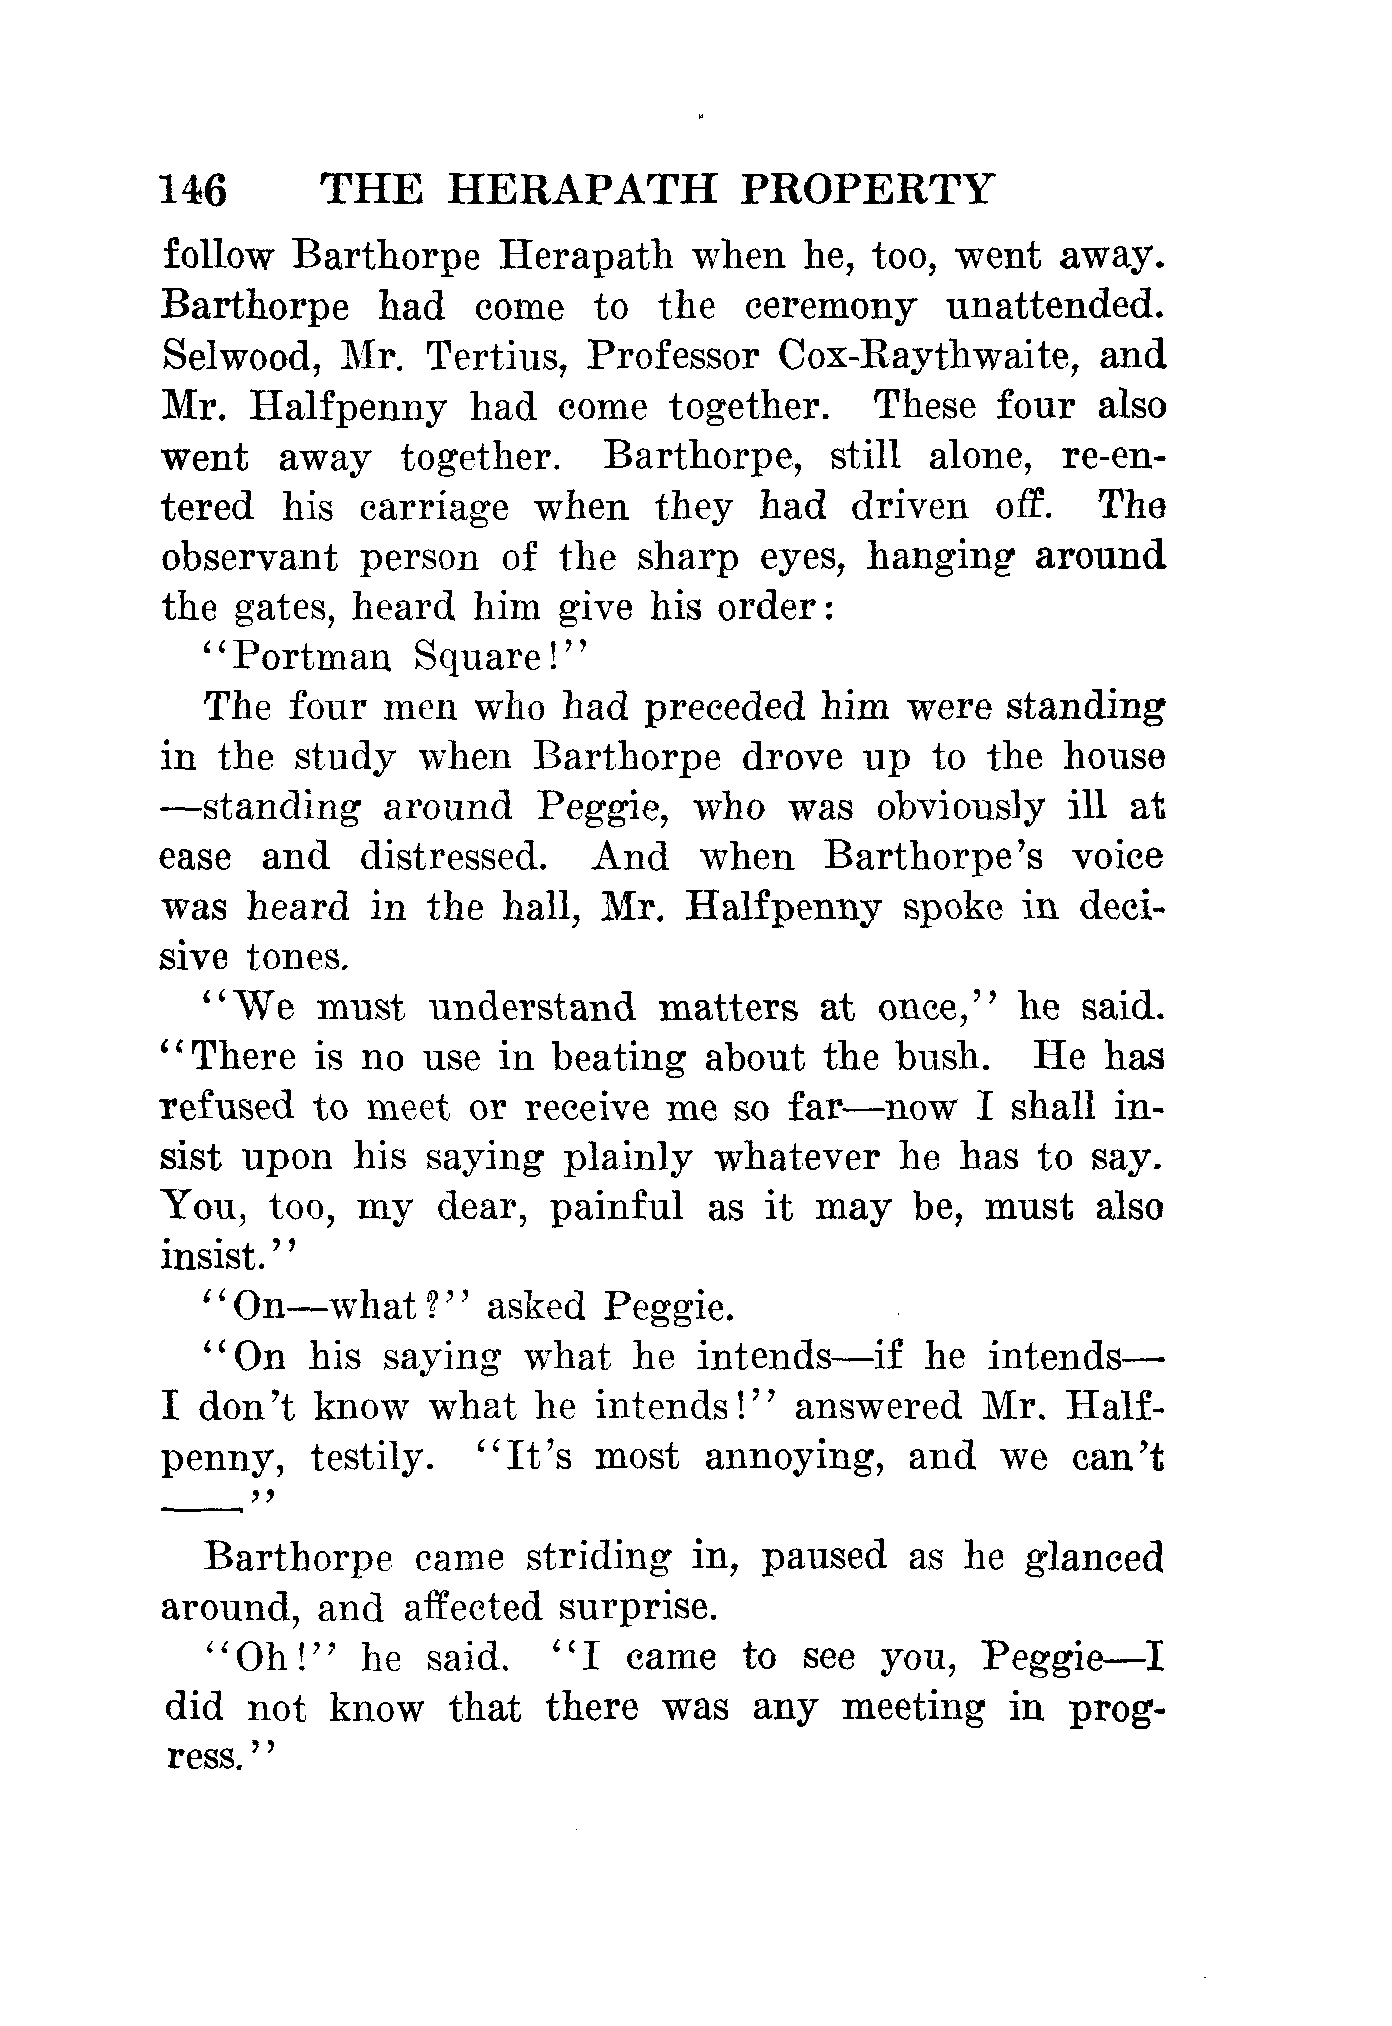 146 THE HERAPATH PROPERTY
follow Barthorpe Herapath when he, too, went away.
Barthorpe had come to the ceremony unattended.
Selwood, Mr. Tertius, Professor Cox-Raythwaite, and
Mr. Halfpenny had come together. These four also
went away together. Barthorpe, still alone, re-en-
tered his carriage when they had driven off. The
observant person of the sharp eyes, hanging around
the gates, heard him give his order:
“Portman Square!”
The four men who had preceded him were standing
in the study when Barthorpe drove up to the house
—standing around Peggie, who was obviously ill at
ease and distressed. And when Barthorpe's voice
was heard in the hall, Mr. Halfpenny spoke in deci-
sive tones.
“We must understand matters at once,” he said.
“There is no use in beating about the bush. He has
refused to meet or receive me so far—now I shall in-
sist upon his saying plainly whatever he has to say.
You, too, my dear, painful as it may be, must also
insist.”
“On—what?” asked Peggie.
“On his saying what he intends—if he intends—
I don't know what he intends!” answered Mr. Half-
penny, testily. “It's most annoying, and we can't
——.”
Barthorpe came striding in, paused as he glanced
around, and affected surprise.
“Oh!” he said. “I came to see you, Peggie—I
did not know that there was any meeting in prog-
ress.”